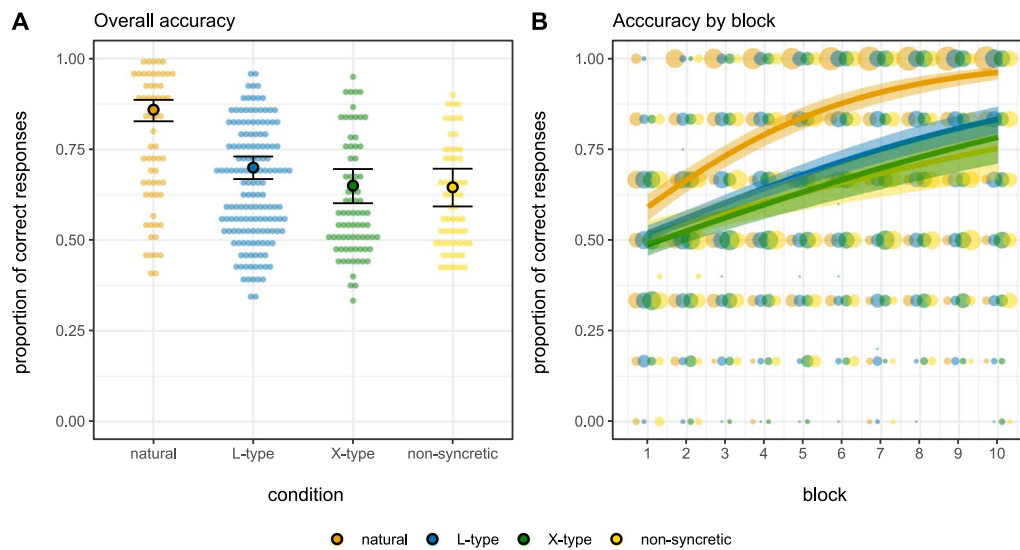 A
Overall accuracy
proportion of correct responses
1.00
0.75
0.50
0.25
0.00
natural
L-type
X-type
non-syncretic
condition
B
Acccuracy by block
proportion of correct responses
1.00
0.75
0.50
0.25
0.00
1 2 3 4 5 6 7 8 9 10
block
natural L-type X-type non-syncretic